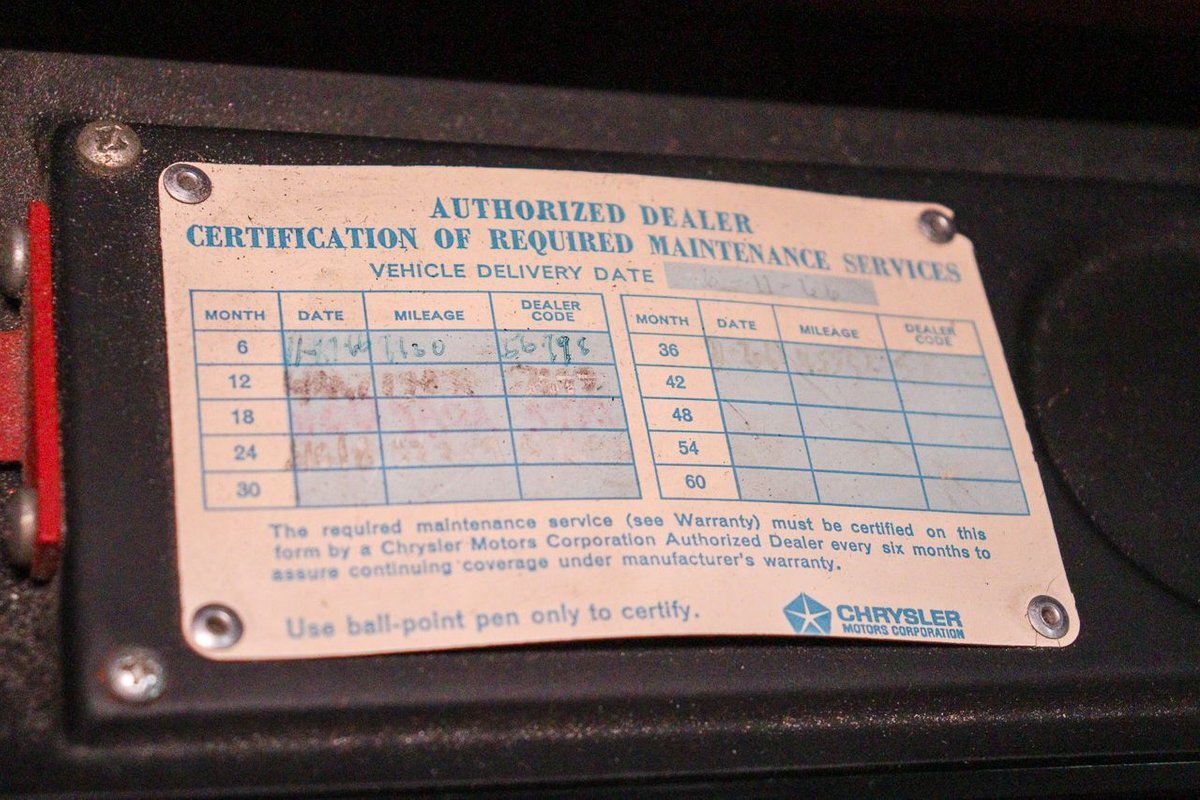 AUTHORIZED DEALER
CERTIFICATION OF REQUIRED MAINTENANCE SERVICES
VEHICLE DELIVERY DATE
MONTH DATE MILEAGE DEALER CODE
6
12
18
24
30
MONTH DATE MILEAGE DEALER CODE
36
42
48
54
60
The required maintenance service (see Warranty) must be certified on this
form by a Chrysler Motors Corporation Authorized Dealer every six months to
assure continuing coverage under manufacturer's warranty.
Use ball-point pen only to certify.
CHRYSLER
MOTORS CORPORATION